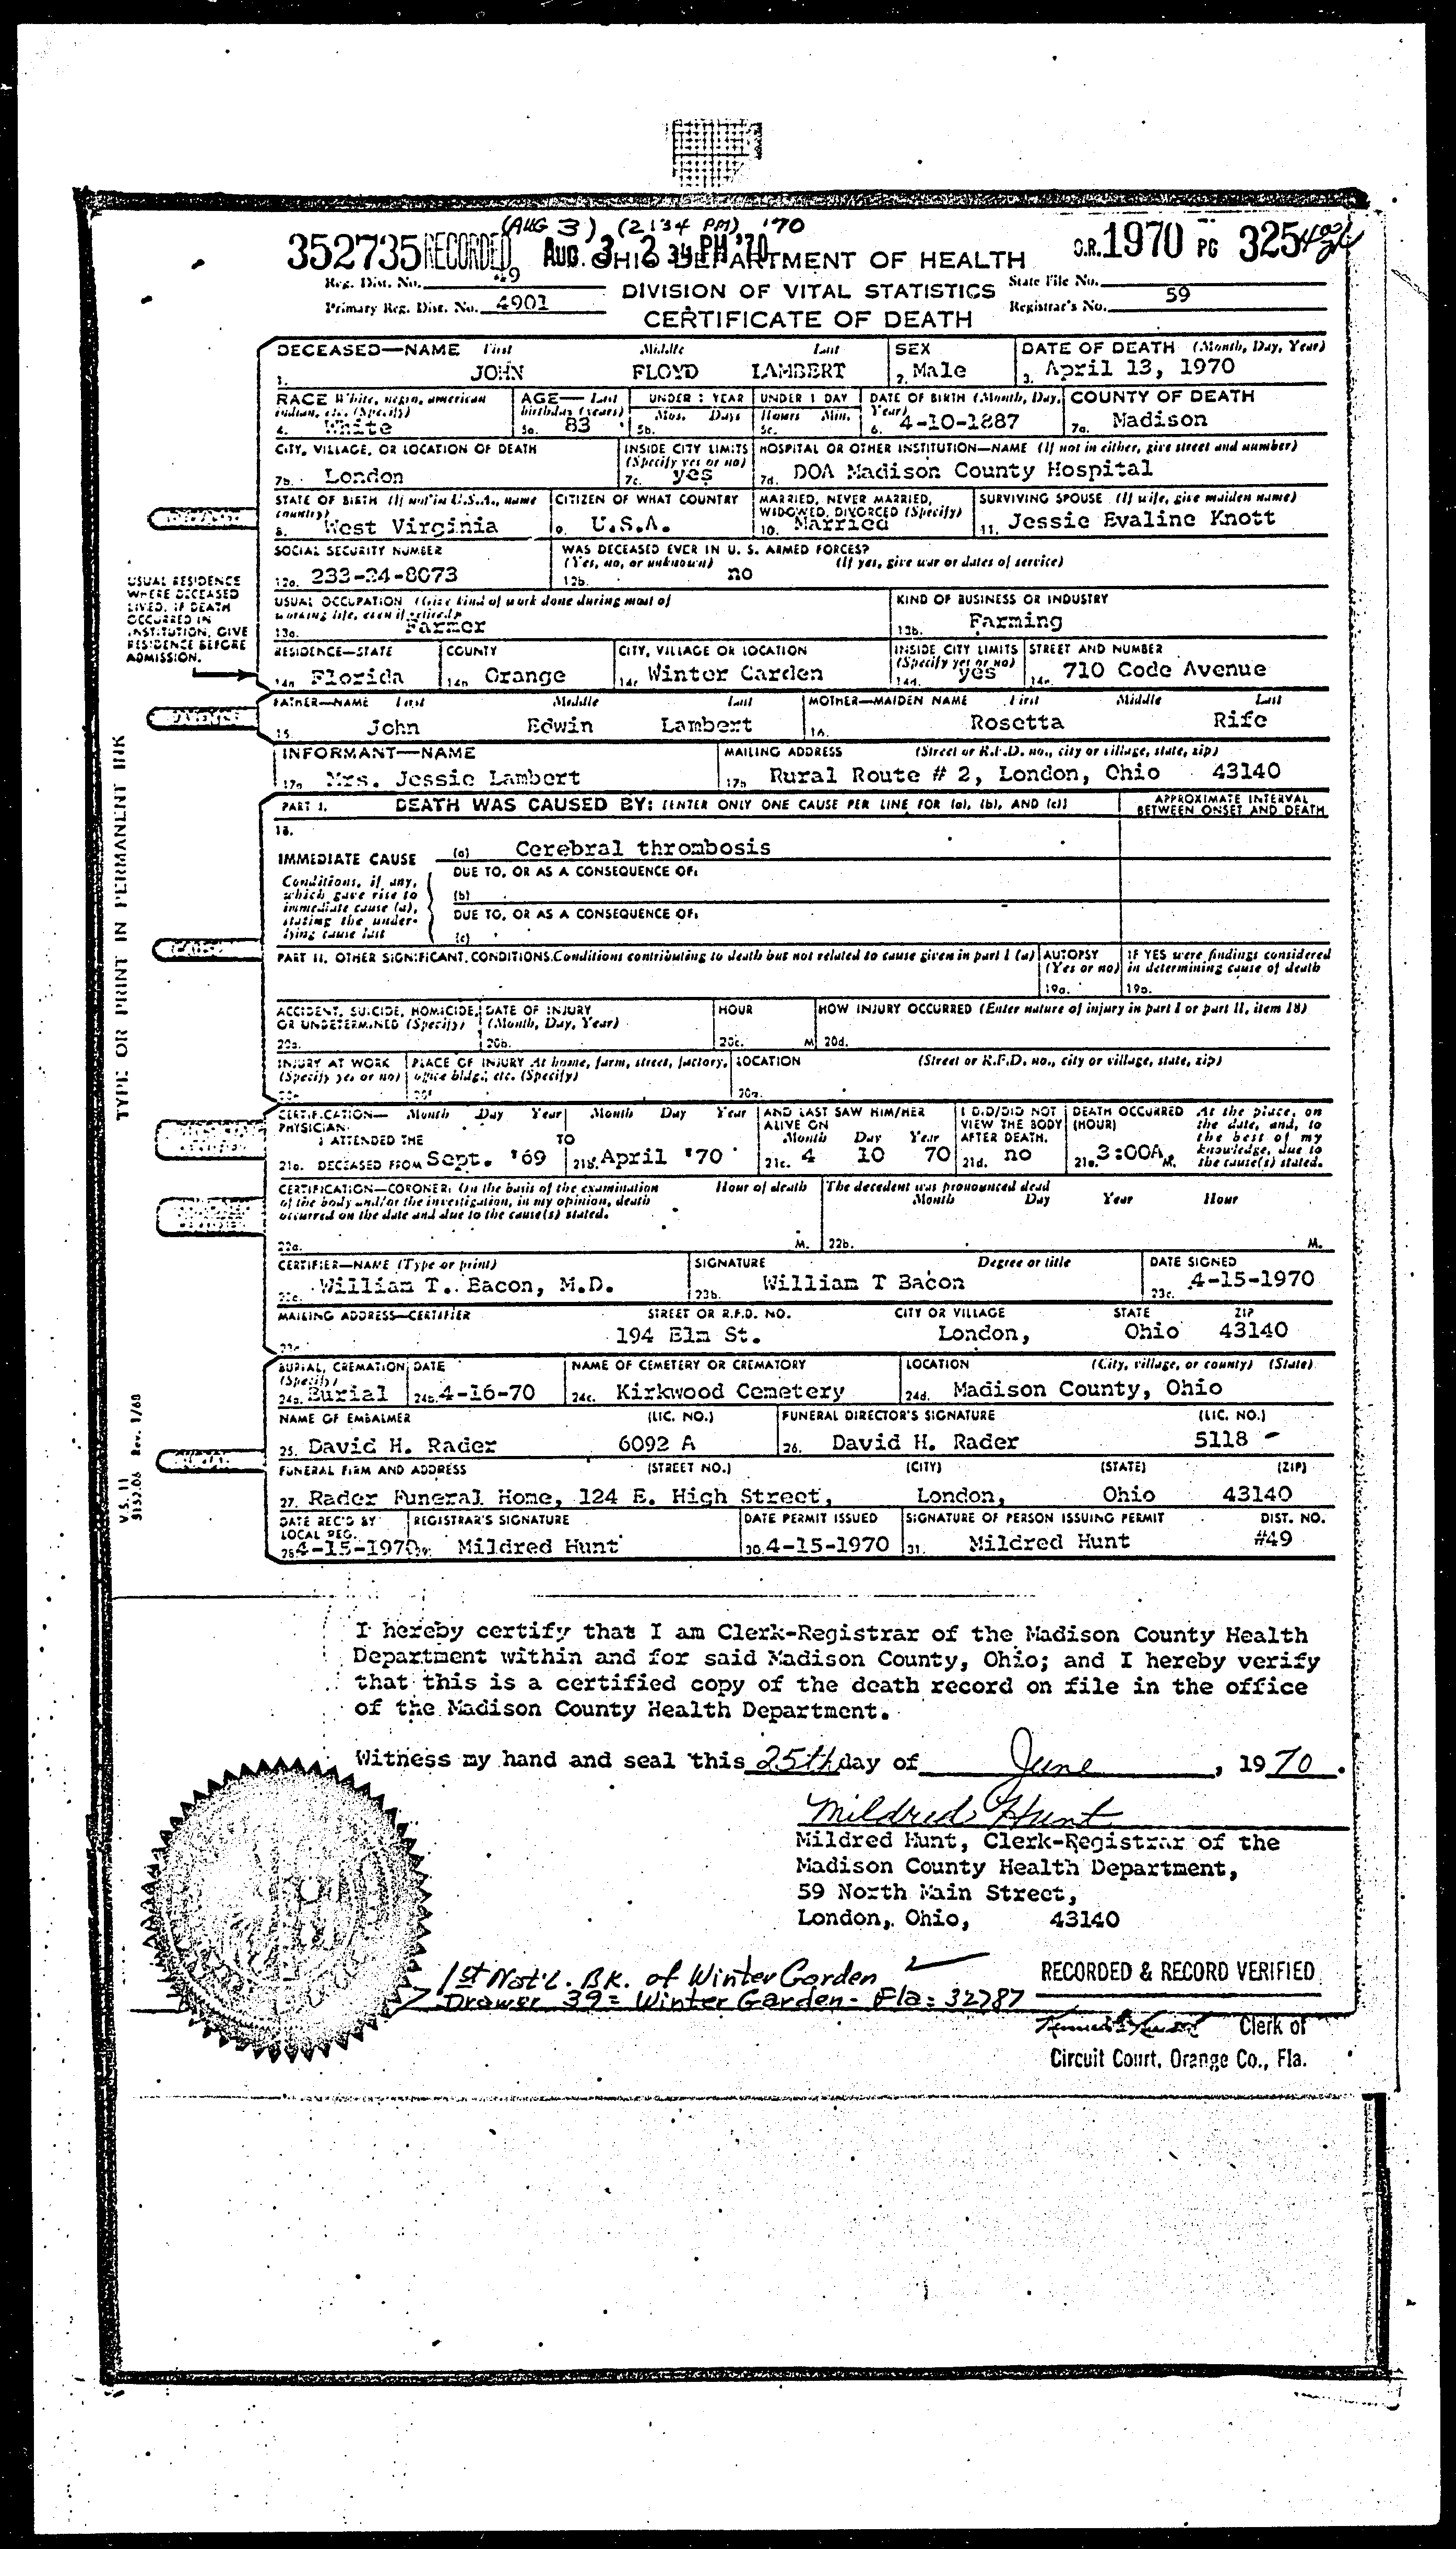 (AUG 3) (2:34 PM) '70
352735 RECORDED AUG. 3 2 34 PM '70 O.R. 1970 PG 325
OHIO DEPARTMENT OF HEALTH
Reg. Dist. No. 49 DIVISION OF VITAL STATISTICS State File No.
Primary Reg. Dist. No. 4901 Registrar's No. 59
CERTIFICATE OF DEATH
DECEASED—NAME First Middle Last SEX DATE OF DEATH (Month, Day, Year)
1. JOHN FLOYD LAMBERT 2. Male 3. April 13, 1970
RACE White, negro, american AGE—Last UNDER 1 YEAR UNDER 1 DAY DATE OF BIRTH (Month, Day, COUNTY OF DEATH
indian, etc. (Specify) birthday (years) Mos. Days Hours Min. Year)
4. White 5a. 83 5b. 5c. 6. 4-10-1887 7a. Madison
CITY, VILLAGE, OR LOCATION OF DEATH INSIDE CITY LIMITS HOSPITAL OR OTHER INSTITUTION—NAME (If not in either, give street and number)
(Specify yes or no)
7b. London 7c. yes 7d. DOA Madison County Hospital
STATE OF BIRTH (If not in U.S.A., name CITIZEN OF WHAT COUNTRY MARRIED, NEVER MARRIED, SURVIVING SPOUSE (If wife, give maiden name)
country) WIDOWED, DIVORCED (Specify)
8. West Virginia 9. U.S.A. 10. Married 11. Jessie Evaline Knott
SOCIAL SECURITY NUMBER WAS DECEASED EVER IN U. S. ARMED FORCES?
(Yes, no, or unknown) (If yes, give war or dates of service)
12a. 233-24-8073 12b. no
USUAL RESIDENCE
WHERE DECEASED
LIVED. IF DEATH
OCCURRED IN
INSTITUTION, GIVE
RESIDENCE BEFORE
ADMISSION.
USUAL OCCUPATION (Give kind of work done during most of KIND OF BUSINESS OR INDUSTRY
working life, even if retired)
13a. Farmer 13b. Farming
RESIDENCE—STATE COUNTY CITY, VILLAGE OR LOCATION INSIDE CITY LIMITS STREET AND NUMBER
(Specify yes or no)
14a. Florida 14b. Orange 14c. Winter Garden 14d. yes 14e. 710 Code Avenue
FATHER—NAME First Middle Last MOTHER—MAIDEN NAME First Middle Last
15. John Edwin Lambert 16. Rosetta Rife
INFORMANT—NAME MAILING ADDRESS (Street or R.F.D. no., city or village, state, zip)
17a. Mrs. Jessie Lambert 17b. Rural Route # 2, London, Ohio 43140
TYPE OR PRINT IN PERMANENT INK
PART I. DEATH WAS CAUSED BY: (ENTER ONLY ONE CAUSE PER LINE FOR (a), (b), AND (c)) APPROXIMATE INTERVAL
BETWEEN ONSET AND DEATH
18.
IMMEDIATE CAUSE (a) Cerebral thrombosis
Conditions, if any, DUE TO, OR AS A CONSEQUENCE OF:
which gave rise to (b)
immediate cause (a), DUE TO, OR AS A CONSEQUENCE OF:
stating the under-
lying cause last (c)
PART II. OTHER SIGNIFICANT CONDITIONS Conditions contributing to death but not related to cause given in part I (a) AUTOPSY IF YES were findings considered
(Yes or no) in determining cause of death
19a. 19b.
ACCIDENT, SUICIDE, HOMICIDE, DATE OF INJURY HOUR HOW INJURY OCCURRED (Enter nature of injury in part I or part II, item 18)
OR UNDETERMINED (Specify) (Month, Day, Year)
20a. 20b. 20c. M. 20d.
INJURY AT WORK PLACE OF INJURY At home, farm, street, factory, LOCATION (Street or R.F.D. no., city or village, state, zip)
(Specify yes or no) office bldg., etc. (Specify)
20e. 20f. 20g.
CERTIFICATION— Month Day Year Month Day Year AND LAST SAW HIM/HER I DID/DID NOT DEATH OCCURRED At the place, on
PHYSICIAN: ALIVE ON VIEW THE BODY (HOUR) the date, and, to
I ATTENDED THE TO Month Day Year AFTER DEATH. the best of my
21a. DECEASED FROM Sept. '69 21b. April '70 21c. 4 10 70 21d. no 21e. 3:00A M. knowledge, due to
the cause(s) stated.
CERTIFICATION—CORONER: On the basis of the examination Hour of death The decedent was pronounced dead
of the body and/or the investigation, in my opinion, death Month Day Year Hour
occurred on the date and due to the cause(s) stated.
22a. M. 22b. M.
CERTIFIER—NAME (Type or print) SIGNATURE Degree or title DATE SIGNED
William T. Bacon, M.D. 23b. William T Bacon 23c. 4-15-1970
MAILING ADDRESS—CERTIFIER STREET OR R.F.D. NO. CITY OR VILLAGE STATE ZIP
194 Elm St. London, Ohio 43140
BURIAL, CREMATION DATE NAME OF CEMETERY OR CREMATORY LOCATION (City, village, or county) (State)
(Specify)
24a. Burial 24b. 4-16-70 24c. Kirkwood Cemetery 24d. Madison County, Ohio
NAME OF EMBALMER (LIC. NO.) FUNERAL DIRECTOR'S SIGNATURE (LIC. NO.)
25. David H. Rader 6092 A 26. David H. Rader 5118
FUNERAL FIRM AND ADDRESS (STREET NO.) (CITY) (STATE) (ZIP)
27. Rader Funeral Home, 124 E. High Street, London, Ohio 43140
DATE REC'D BY REGISTRAR'S SIGNATURE DATE PERMIT ISSUED SIGNATURE OF PERSON ISSUING PERMIT DIST. NO.
LOCAL REG.
28. 4-15-1970 29. Mildred Hunt 30. 4-15-1970 31. Mildred Hunt #49
V.S. 11 Rev. 1/68
I hereby certify that I am Clerk-Registrar of the Madison County Health
Department within and for said Madison County, Ohio; and I hereby verify
that this is a certified copy of the death record on file in the office
of the Madison County Health Department.
Witness my hand and seal this 25th day of June, 1970.
Mildred Hunt
Mildred Hunt, Clerk-Registrar of the
Madison County Health Department,
59 North Main Street,
London, Ohio, 43140
1st Nat'l. BK. of Winter Garden
Drawer 39 = Winter Garden - Fla: 32787
RECORDED & RECORD VERIFIED
Clerk of
Circuit Court, Orange Co., Fla.